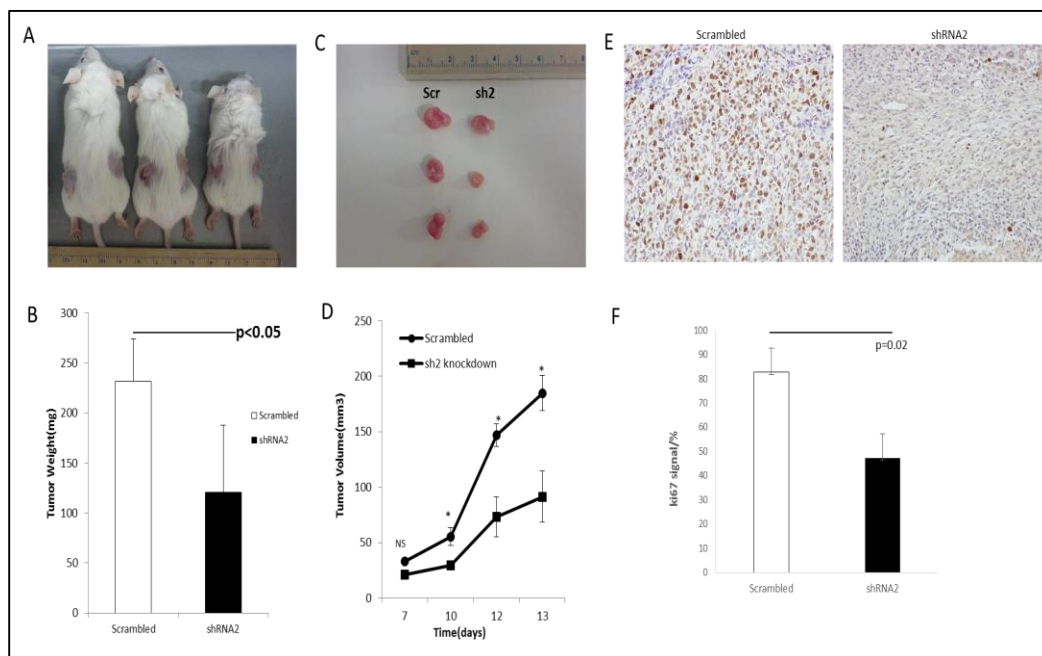 A
C
Scr
sh2
E
Scrambled
shRNA2
B
Tumor Weight(mg)
300
250
200
150
100
50
0
p<0.05
Scrambled
shRNA2
Scrambled
shRNA2
D
Tumor Volume(mm3)
250
200
150
100
50
0
Scrambled
sh2 knockdown
NS
*
*
*
7
10
12
13
Time(days)
F
ki67 signal/%
100
90
80
70
60
50
40
30
20
10
0
p=0.02
Scrambled
shRNA2